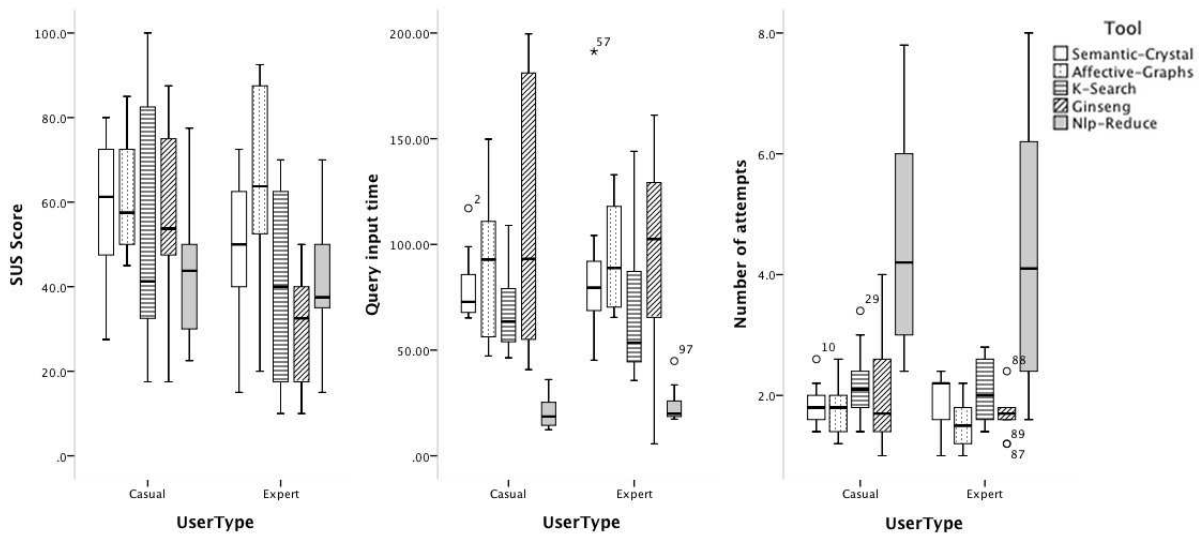 SUS Score
100.0
80.0
60.0
40.0
20.0
.0
Casual
Expert
UserType
Query input time
200.00
150.00
100.00
50.00
.00
2
57
97
Casual
Expert
UserType
Number of attempts
8.0
6.0
4.0
2.0
10
29
88
89
87
Casual
Expert
UserType
Tool
Semantic-Crystal
Affective-Graphs
K-Search
Ginseng
Nlp-Reduce